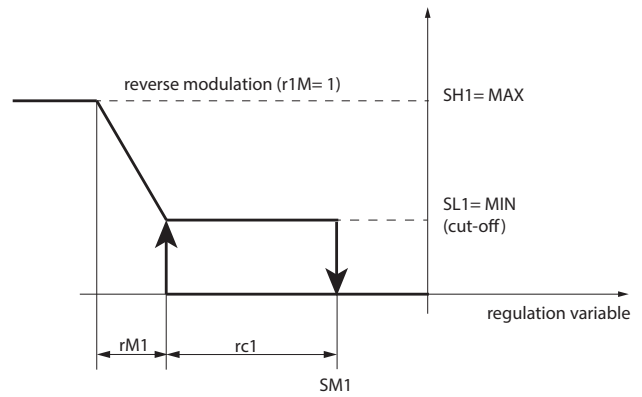 reverse modulation (r1M= 1)
SH1= MAX
SL1= MIN
(cut-off)
regulation variable
rM1
rc1
SM1